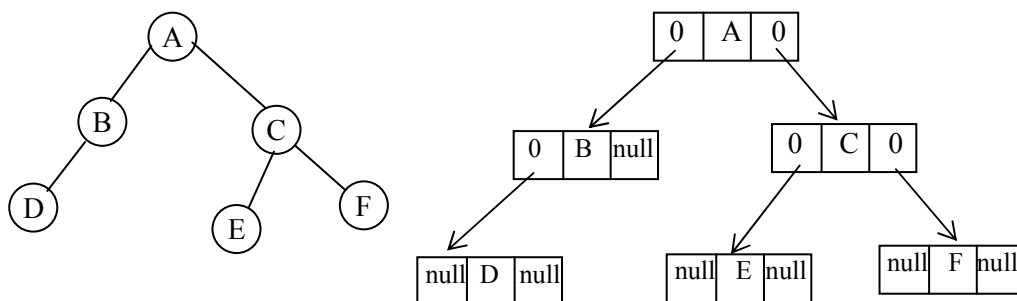 A
B
C
D
E
F
0 A 0
0 B null
0 C 0
null D null
null E null
null F null